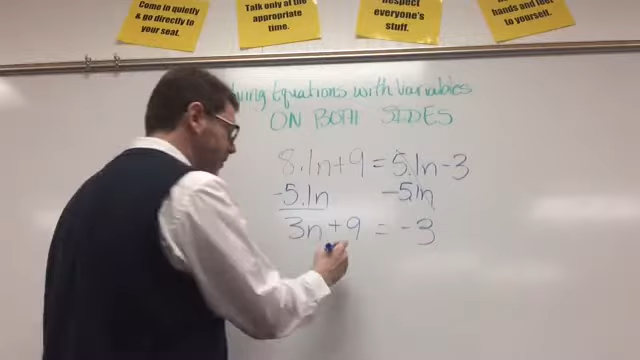 Come in quietly
& go directly to
your seat.
Talk only at the
appropriate
time.
Respect
everyone's
stuff.
hands and feet
to yourself.
Equations with Variables
ON BOTH SIDES
8.1n+9 = 5.1n-3
-5.1n -5.1n
3n+9 = -3